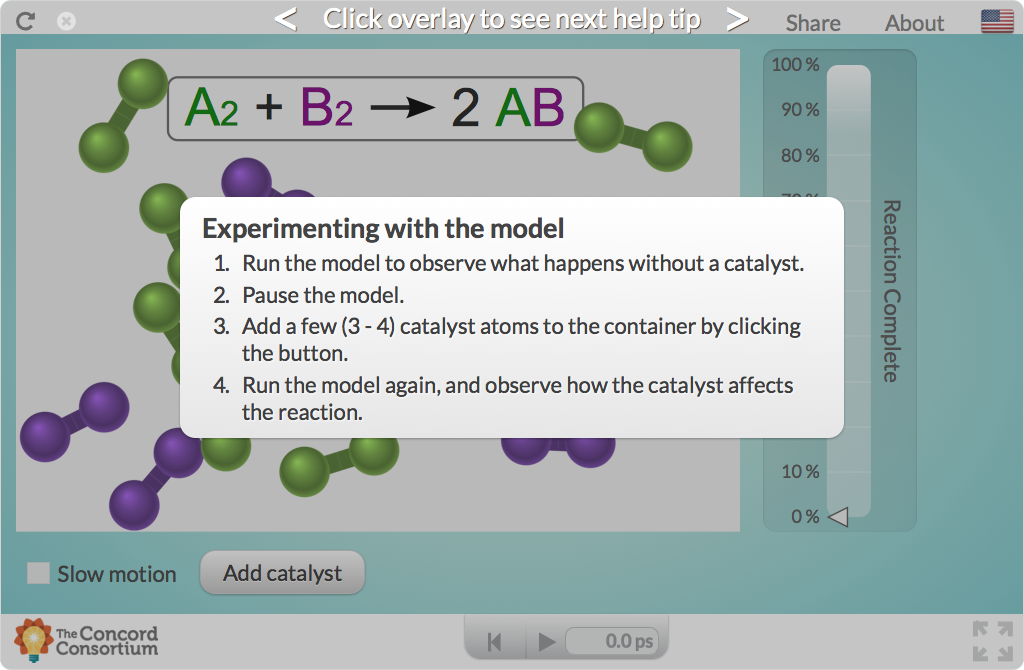 < Click overlay to see next help tip >
Share
About
A2 + B2 → 2 AB
100 %
90 %
80 %
Experimenting with the model
1. Run the model to observe what happens without a catalyst.
2. Pause the model.
3. Add a few (3 - 4) catalyst atoms to the container by clicking
the button.
4. Run the model again, and observe how the catalyst affects
the reaction.
10 %
0 %
Reaction Complete
Slow motion
Add catalyst
The Concord
Consortium
0.0 ps